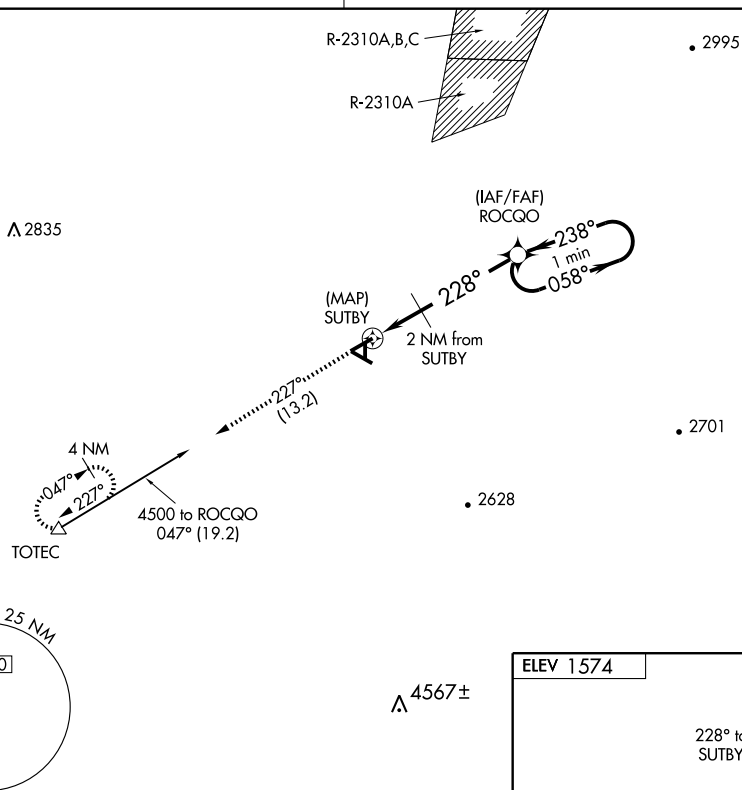 R-2310A,B,C
2995
R-2310A
(IAF/FAF)
ROCQO
2835
238°
1 min
058°
228°
(MAP)
SUTBY
2 NM from
SUTBY
227°
(13.2)
2701
4 NM
047°
227°
2628
4500 to ROCQO
047° (19.2)
TOTEC
25 NM
0
ELEV 1574
4567±
228° to
SUTBY